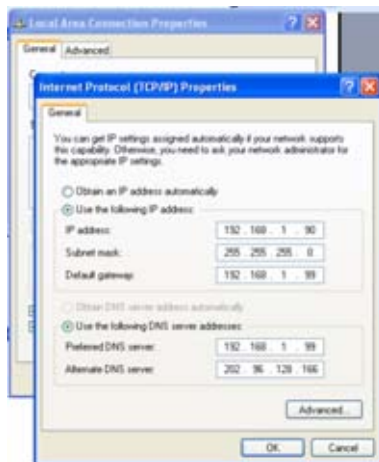 Local Area Connection Properties
General Advanced
Internet Protocol (TCP/IP) Properties
General
You can get IP settings assigned automatically if your network supports
this capability. Otherwise, you need to ask your network administrator for
the appropriate IP settings.
Obtain an IP address automatically
Use the following IP address:
IP address: 192 . 168 . 1 . 90
Subnet mask: 255 . 255 . 255 . 0
Default gateway: 192 . 168 . 1 . 99
Obtain DNS server address automatically
Use the following DNS server addresses:
Preferred DNS server: 192 . 168 . 1 . 99
Alternate DNS server: 202 . 96 . 128 . 166
Advanced...
OK Cancel